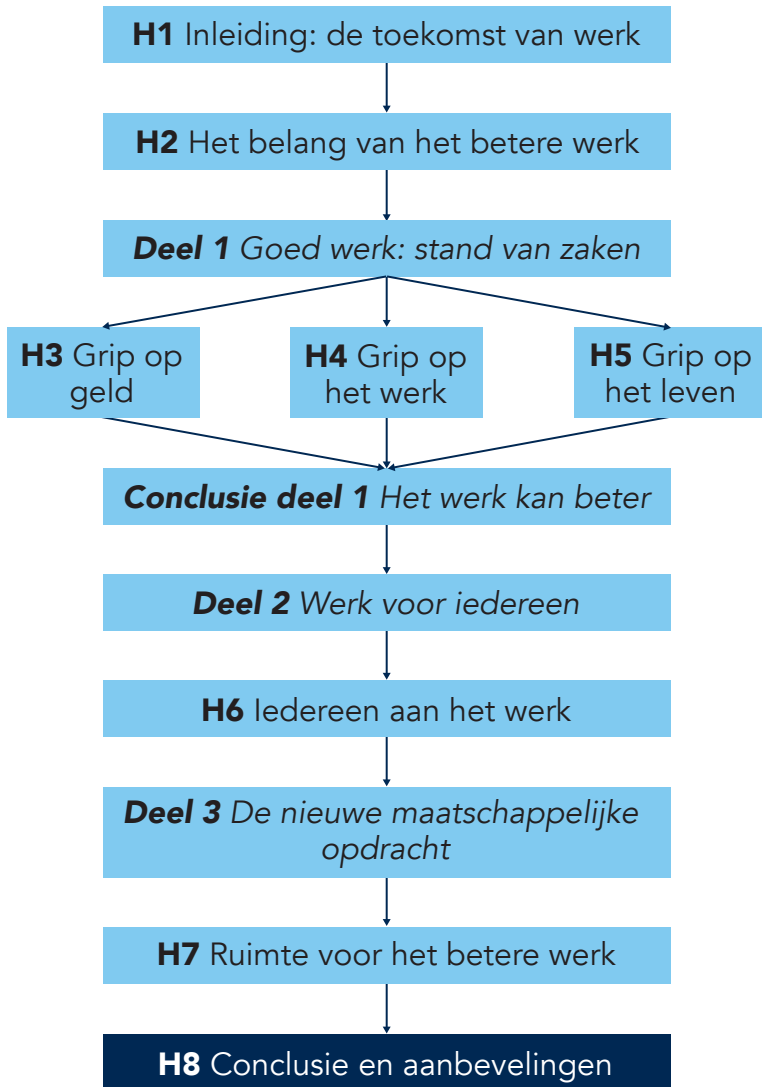 H1 Inleiding: de toekomst van werk
H2 Het belang van het betere werk
Deel 1 Goed werk: stand van zaken
H3 Grip op
geld
H4 Grip op
het werk
H5 Grip op
het leven
Conclusie deel 1 Het werk kan beter
Deel 2 Werk voor iedereen
H6 Iedereen aan het werk
Deel 3 De nieuwe maatschappelijke
opdracht
H7 Ruimte voor het betere werk
H8 Conclusie en aanbevelingen